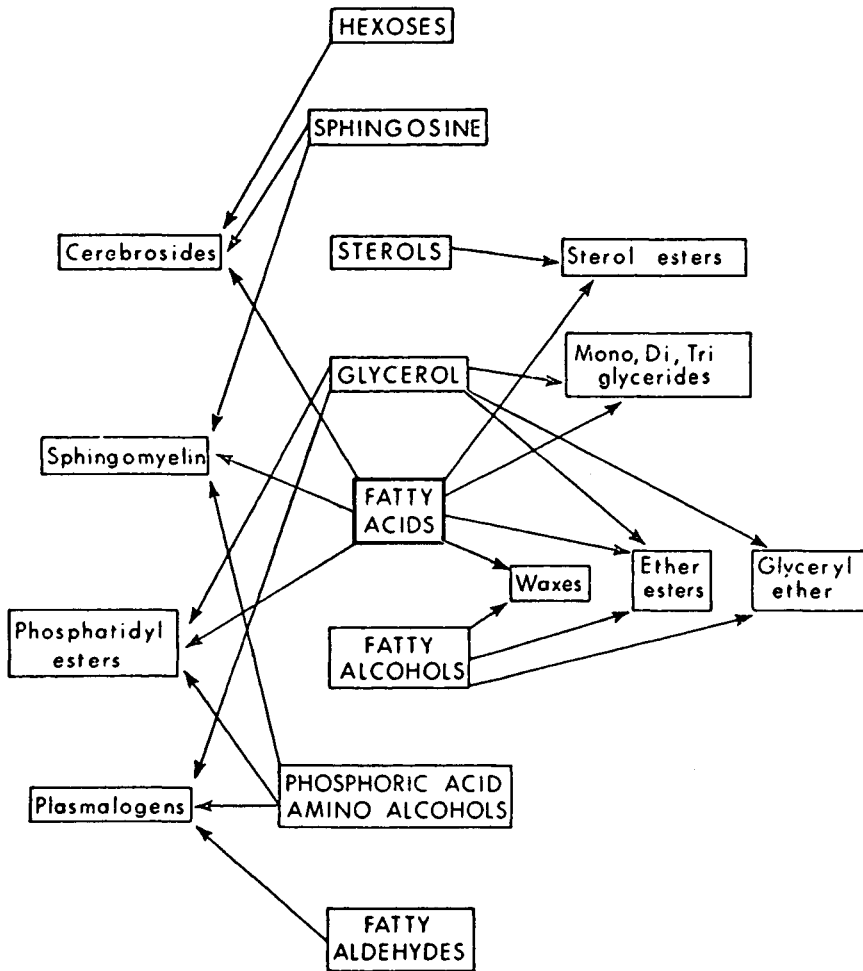 HEXOSES
SPHINGOSINE
Cerebrosides
STEROLS
Sterol esters
GLYCEROL
Mono, Di, Tri
glycerides
Sphingomyelin
FATTY
ACIDS
Waxes
Ether
esters
Glyceryl
ether
Phosphatidyl
esters
FATTY
ALCOHOLS
Plasmalogens
PHOSPHORIC ACID
AMINO ALCOHOLS
FATTY
ALDEHYDES